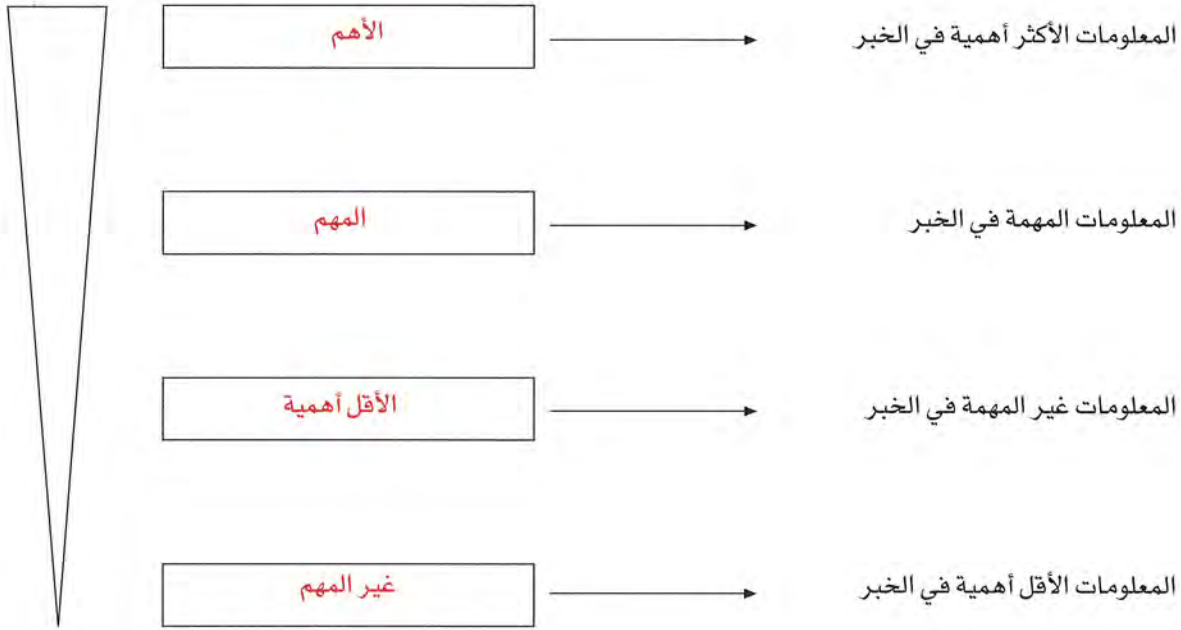 المعلومات الأكثر أهمية في الخبر
الأهم
المعلومات المهمة في الخبر
المهم
المعلومات غير المهمة في الخبر
الأقل أهمية
المعلومات الأقل أهمية في الخبر
غير المهم